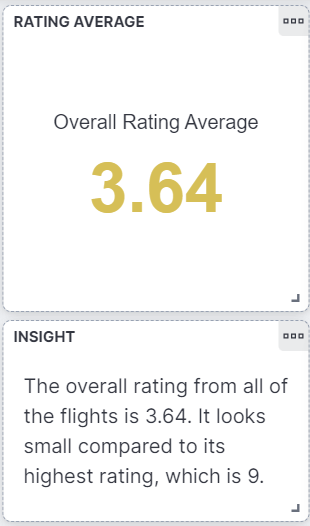 RATING AVERAGE
Overall Rating Average
3.64
INSIGHT
The overall rating from all of
the flights is 3.64. It looks
small compared to its
highest rating, which is 9.